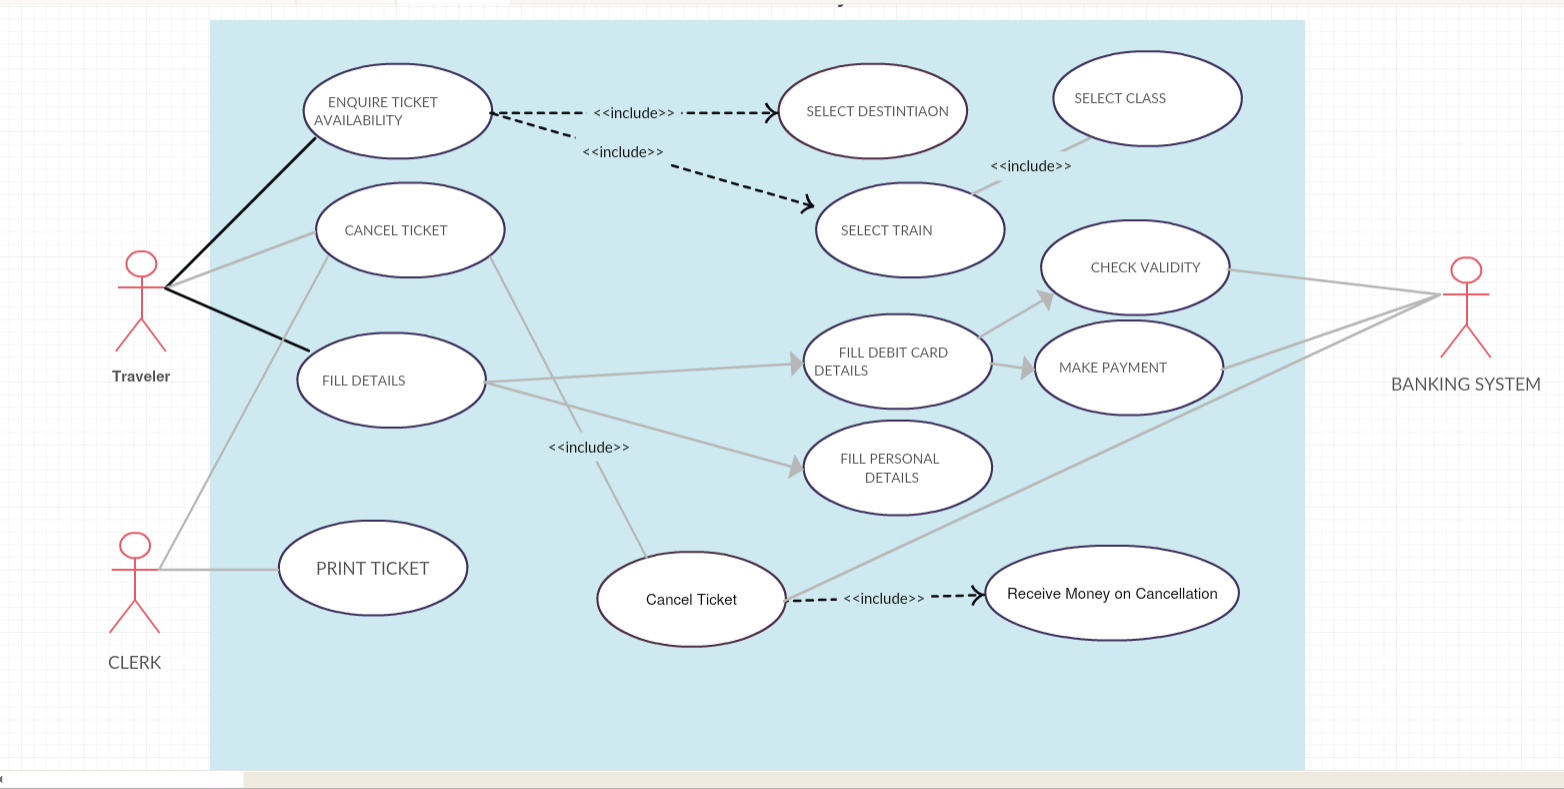 ENQUIRE TICKET
AVAILABILITY
<<include>>
SELECT DESTINTIAON
SELECT CLASS
<<include>>
<<include>>
CANCEL TICKET
SELECT TRAIN
CHECK VALIDITY
Traveler
FILL DETAILS
FILL DEBIT CARD
DETAILS
MAKE PAYMENT
BANKING SYSTEM
<<include>>
FILL PERSONAL
DETAILS
PRINT TICKET
Cancel Ticket
<<include>>
Receive Money on Cancellation
CLERK